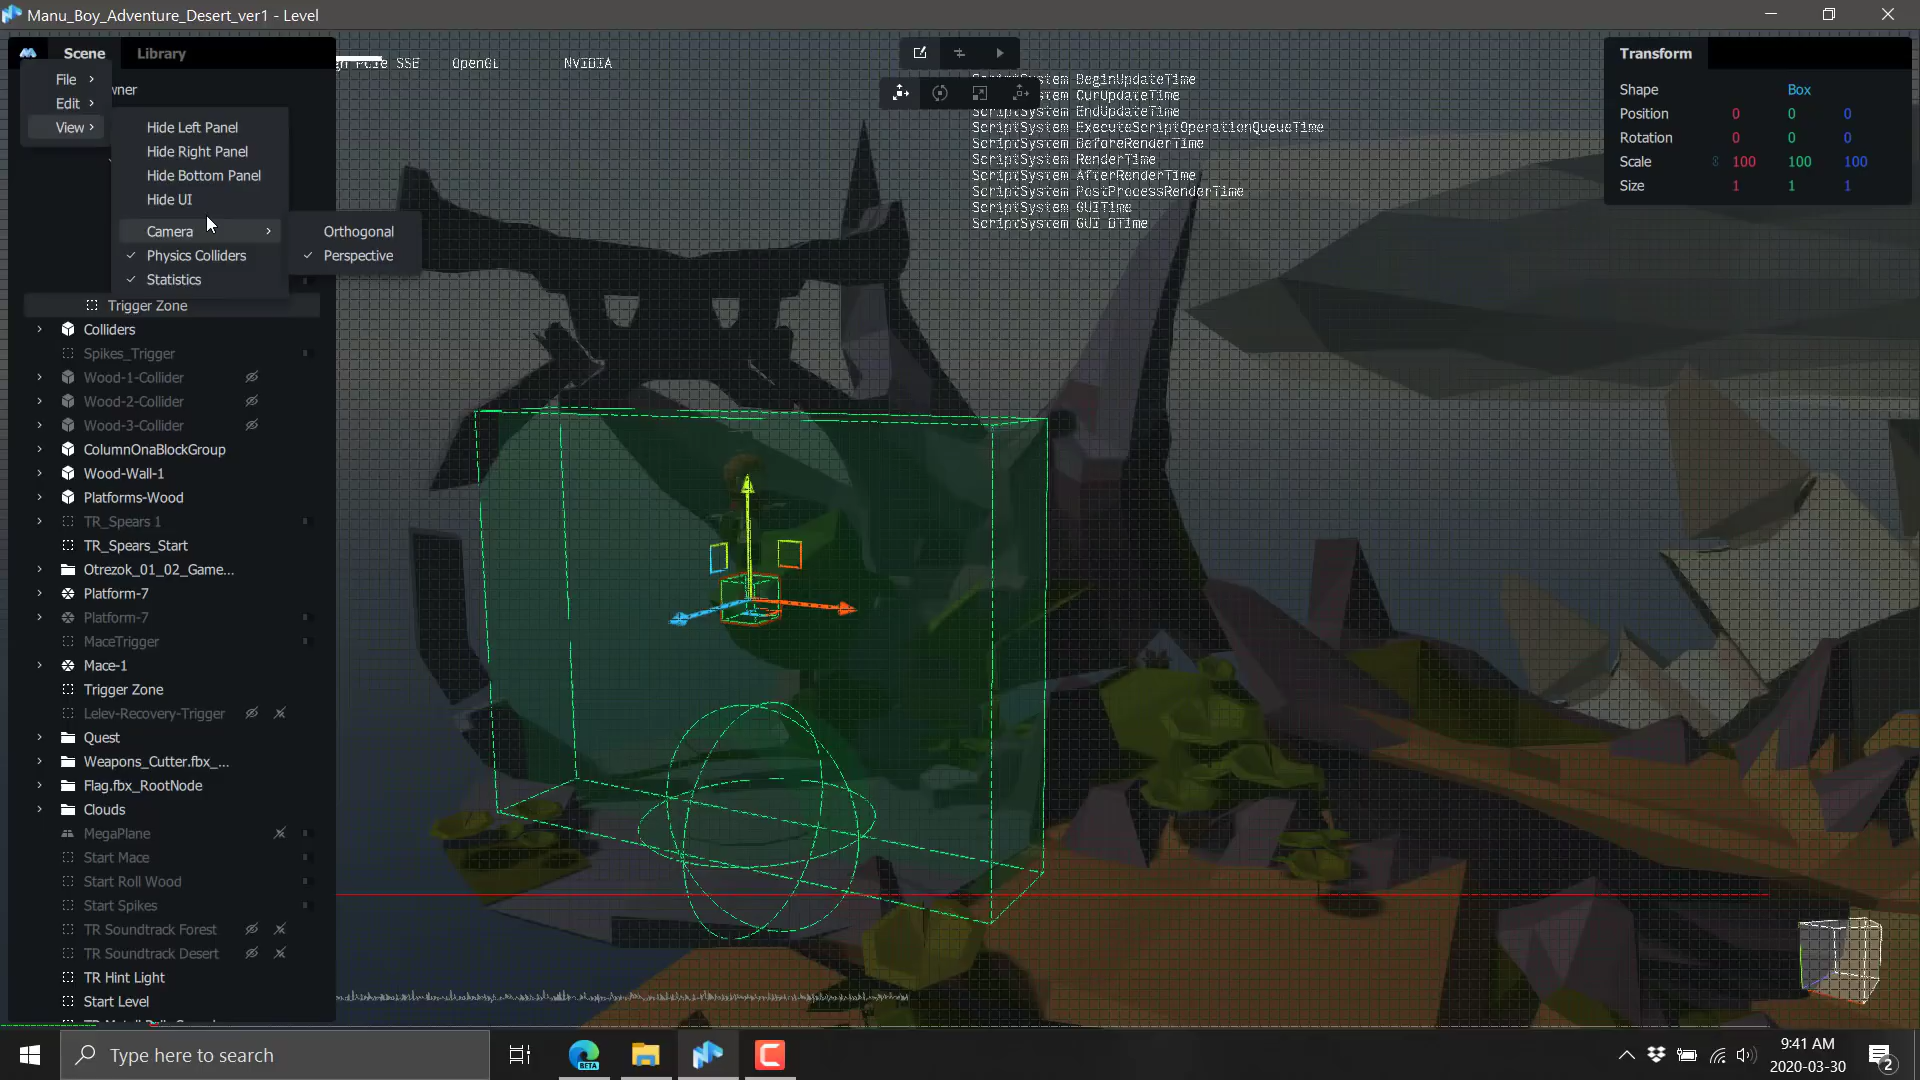 Manu_Boy_Adventure_Desert_ver1 - Level
Scene
Library
SSE
OpenGL
NVIDIA
File
Edit
View
Hide Left Panel
Hide Right Panel
Hide Bottom Panel
Hide UI
Camera
Physics Colliders
Statistics
Orthogonal
Perspective
Trigger Zone
Colliders
Spikes_Trigger
Wood-1-Collider
Wood-2-Collider
Wood-3-Collider
ColumnOnaBlockGroup
Wood-Wall-1
Platforms-Wood
TR_Spears 1
TR_Spears_Start
Otrezok_01_02_Game...
Platform-7
Platform-7
MaceTrigger
Mace-1
Trigger Zone
Lelev-Recovery-Trigger
Quest
Weapons_Cutter.fbx_...
Flag.fbx_RootNode
Clouds
MegaPlane
Start Mace
Start Roll Wood
Start Spikes
TR Soundtrack Forest
TR Soundtrack Desert
TR Hint Light
Start Level
ScriptSystem BeginUpdateTime
ScriptSystem CurUpdateTime
ScriptSystem EndUpdateTime
ScriptSystem ExecuteScriptOperationQueueTime
ScriptSystem BeforeRenderTime
ScriptSystem RenderTime
ScriptSystem AfterRenderTime
ScriptSystem PostProcessRenderTime
ScriptSystem GUITime
ScriptSystem GUI DTime
Transform
Shape Box
Position 0 0 0
Rotation 0 0 0
Scale 100 100 100
Size 1 1 1
Type here to search
BETA
9:41 AM
2020-03-30
2